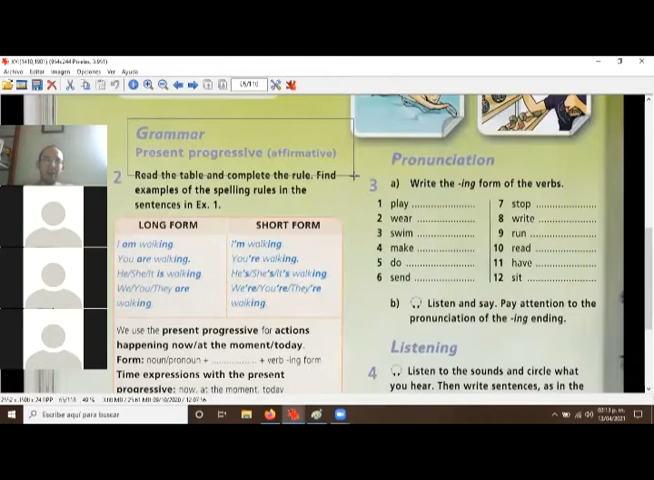 Archivo Editar Imagen Opciones Ver Ayuda
Grammar
Present progressive (affirmative)
2 Read the table and complete the rule. Find
examples of the spelling rules in the
sentences in Ex. 1.
LONG FORM SHORT FORM
I am walking. I'm walking.
You are walking. You're walking.
He/She/It is walking. He's/She's/It's walking.
We/You/They are We're/You're/They're
walking. walking.
We use the present progressive for actions
happening now/at the moment/today.
Form: noun/pronoun + .............. + verb -ing form
Time expressions with the present
progressive: now, at the moment, today
Pronunciation
3 a) Write the -ing form of the verbs.
1 play ....................
2 wear ....................
3 swim ....................
4 make ....................
5 do ....................
6 send ....................
7 stop ....................
8 write ....................
9 run ....................
10 read ....................
11 have ....................
12 sit ....................
b) Listen and say. Pay attention to the
pronunciation of the -ing ending.
Listening
4 Listen to the sounds and circle what
you hear. Then write sentences, as in the
Escribe aquí para buscar
13/04/2021